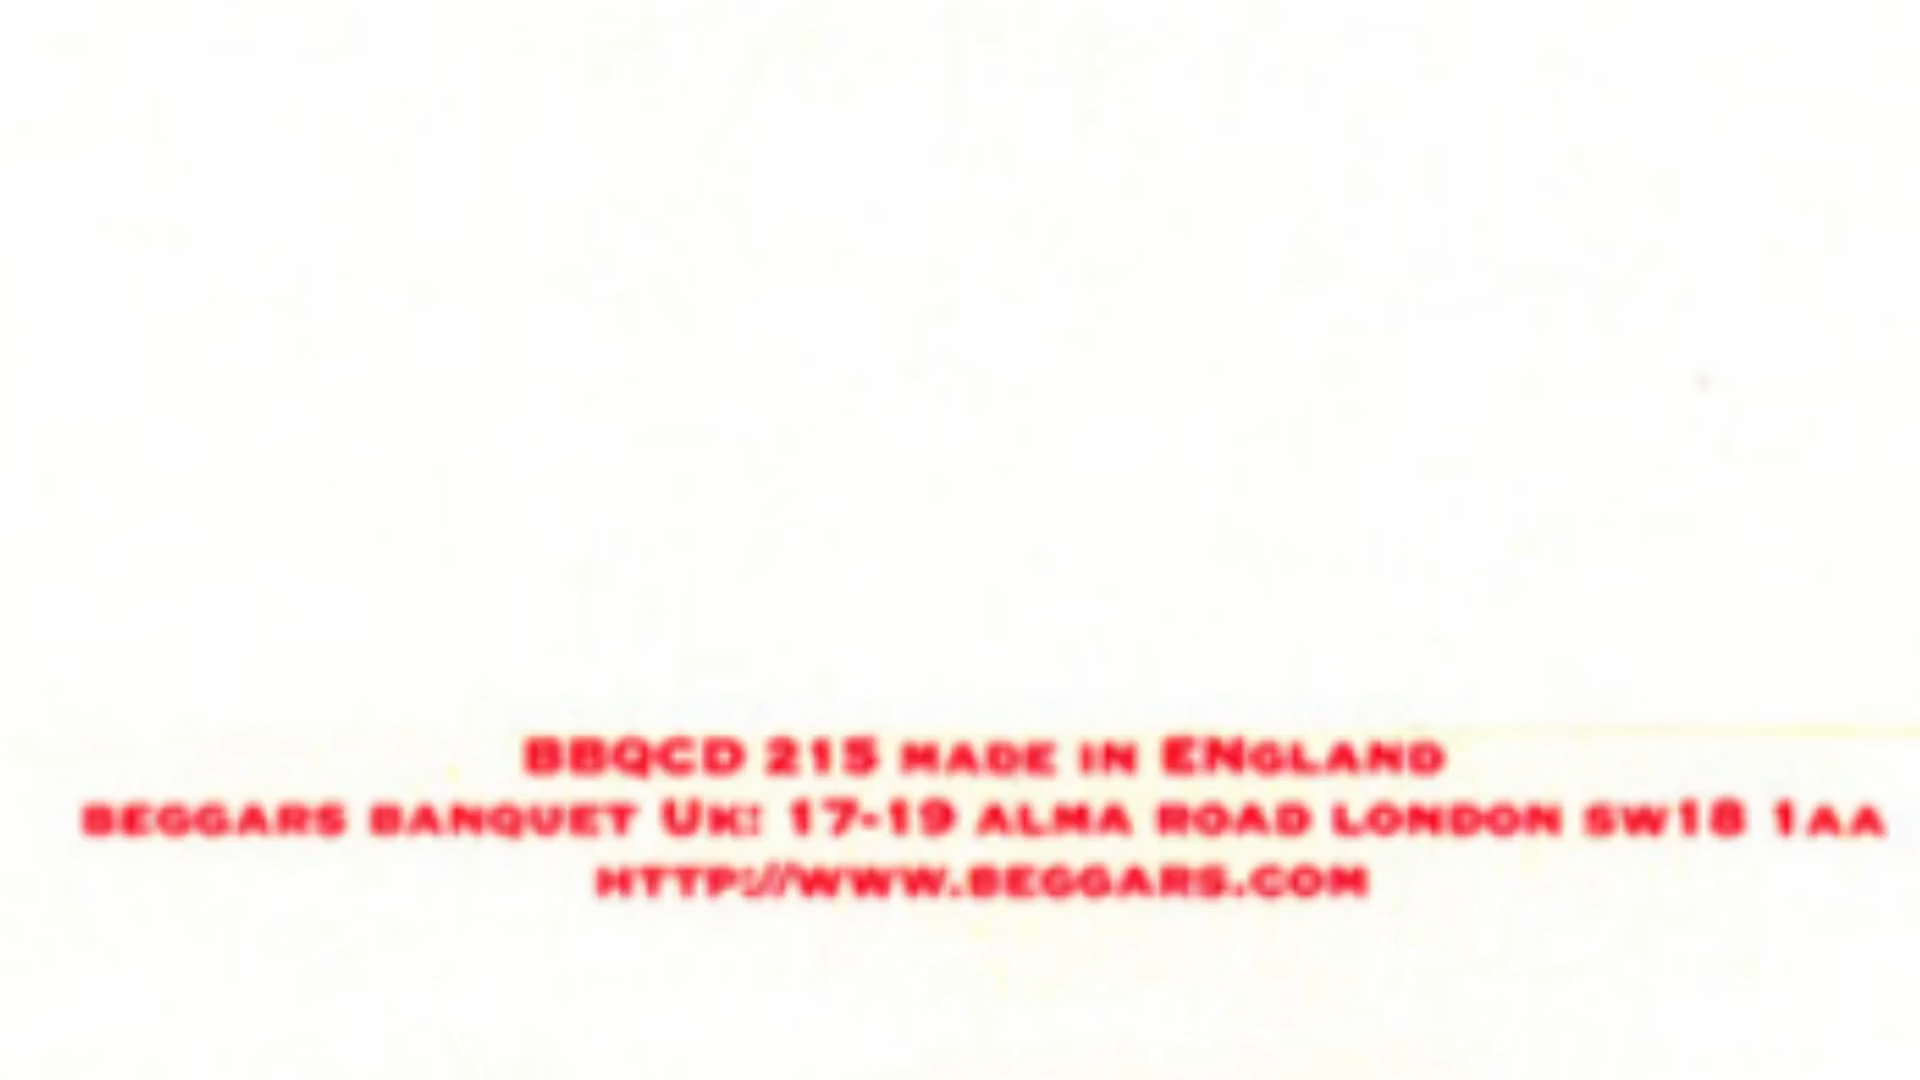 BBQCD 215 MADE IN ENGLAND
BEGGARS BANQUET UK: 17-19 ALMA ROAD LONDON SW18 1AA
HTTP://WWW.BEGGARS.COM